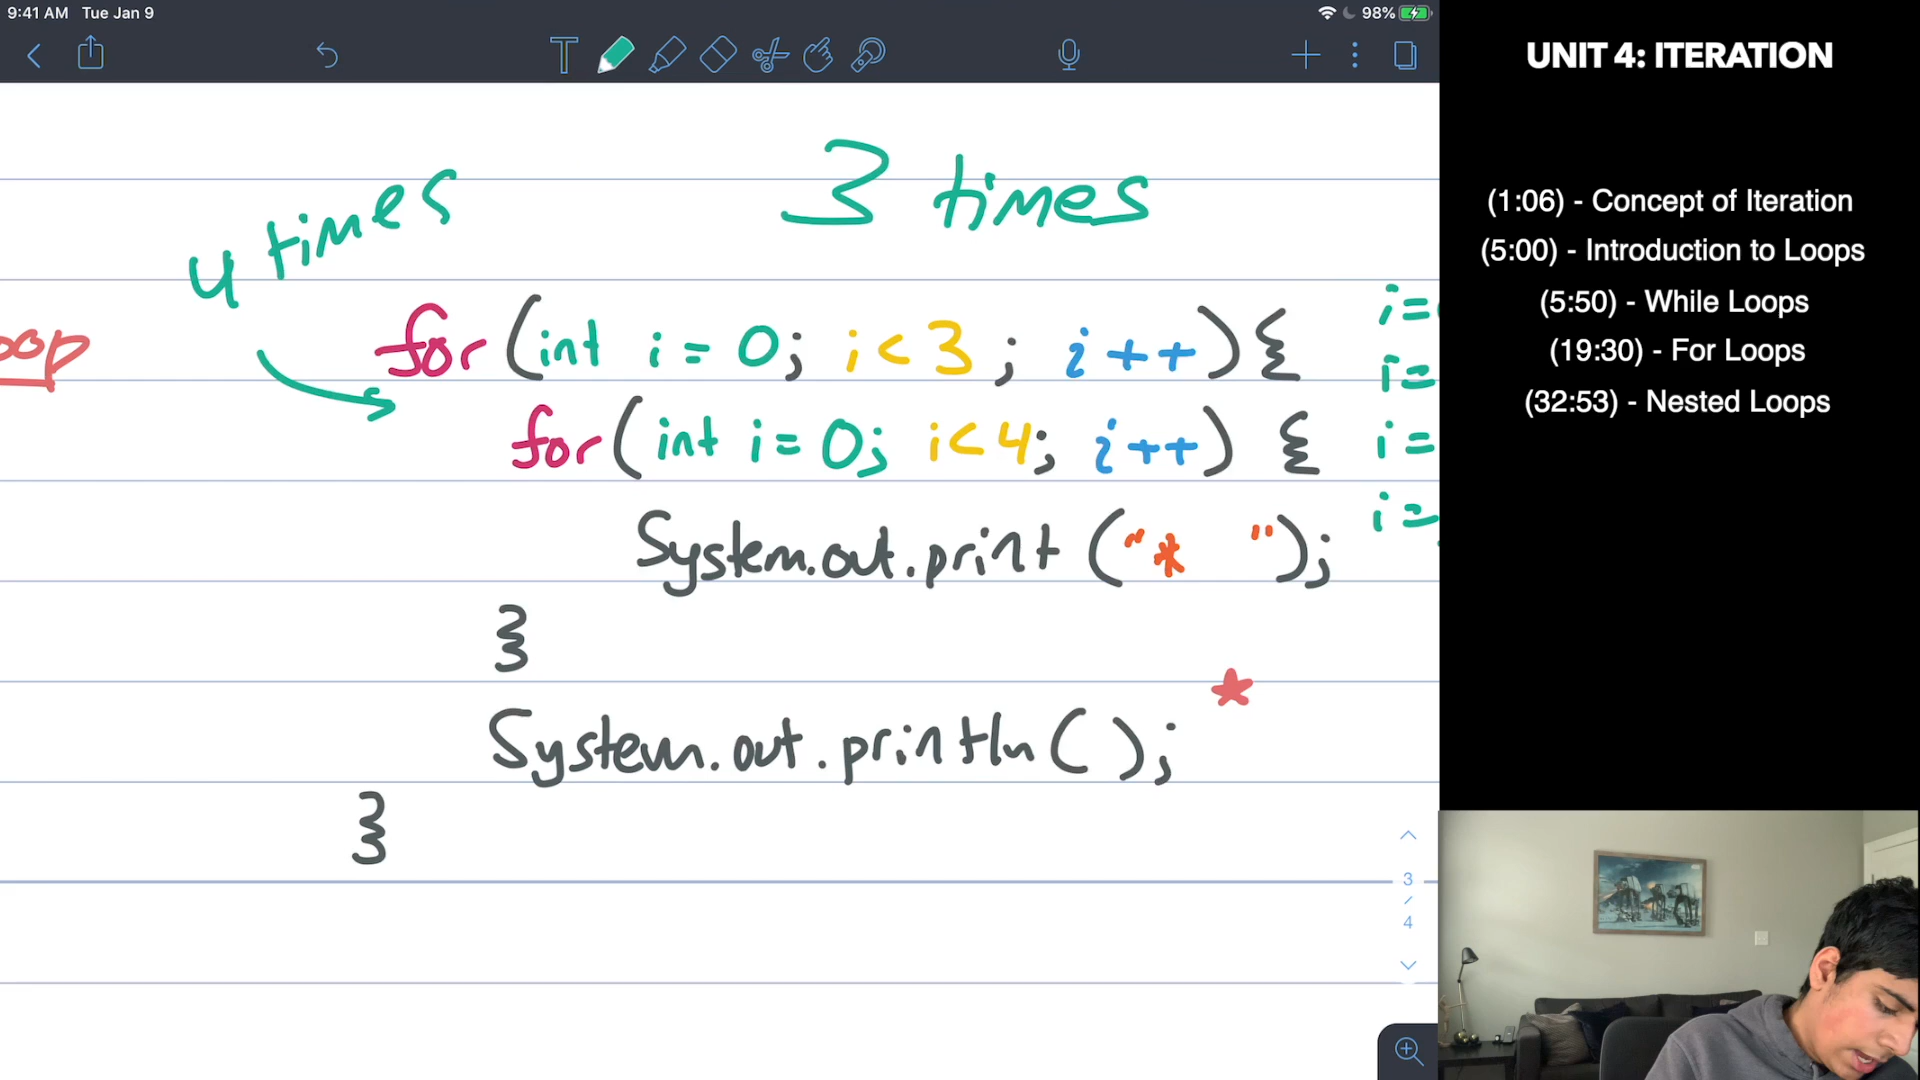 9:41 AM Tue Jan 9
98%
UNIT 4: ITERATION
(1:06) - Concept of Iteration
(5:00) - Introduction to Loops
(5:50) - While Loops
(19:30) - For Loops
(32:53) - Nested Loops
4 times
3 times
oop
for (int i = 0; i < 3 ; i ++) {
i=
for ( int i = 0; i < 4; i++) {
i=
i=
System.out.print ("* ");
i=
}
*
System.out.println ( );
}
3
/
4